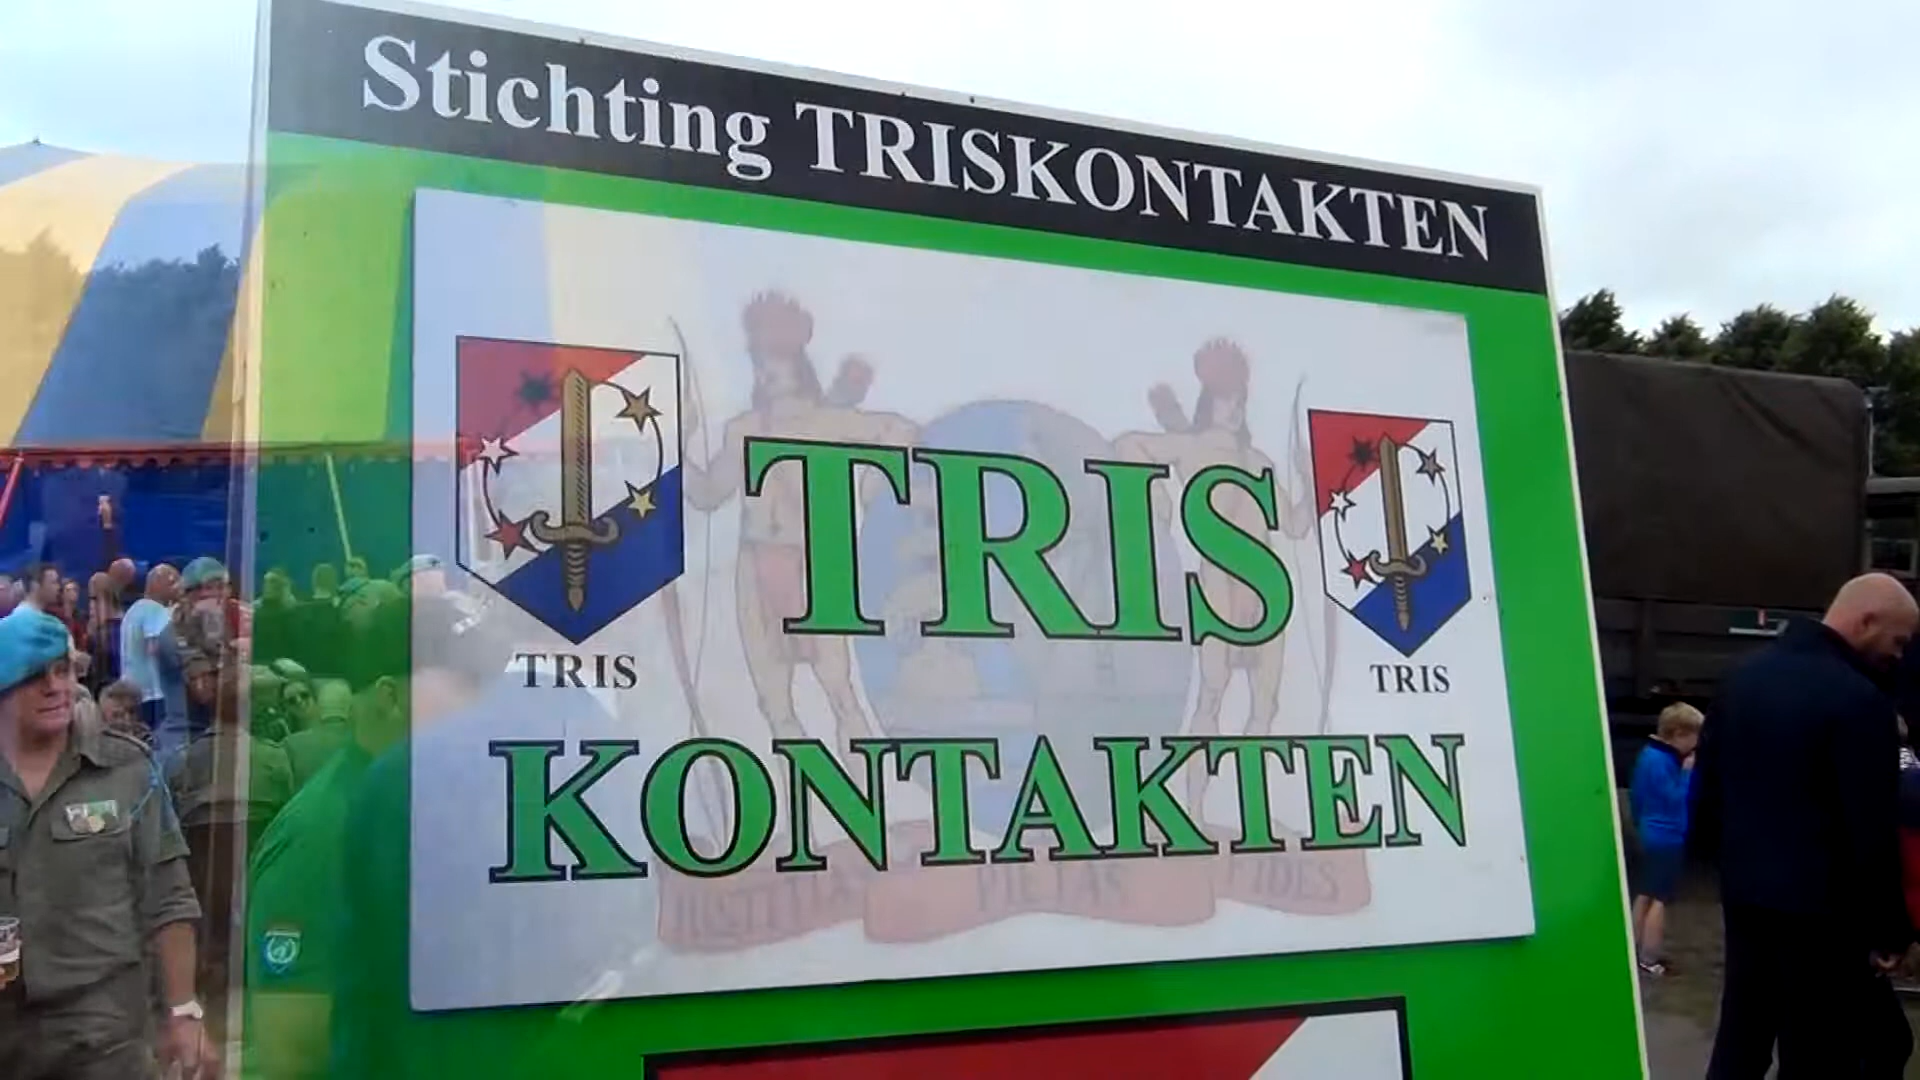 Stichting TRISKONTAKTEN
TRIS
TRIS
TRIS
KONTAKTEN
JUSTITIA PIETAS FIDES